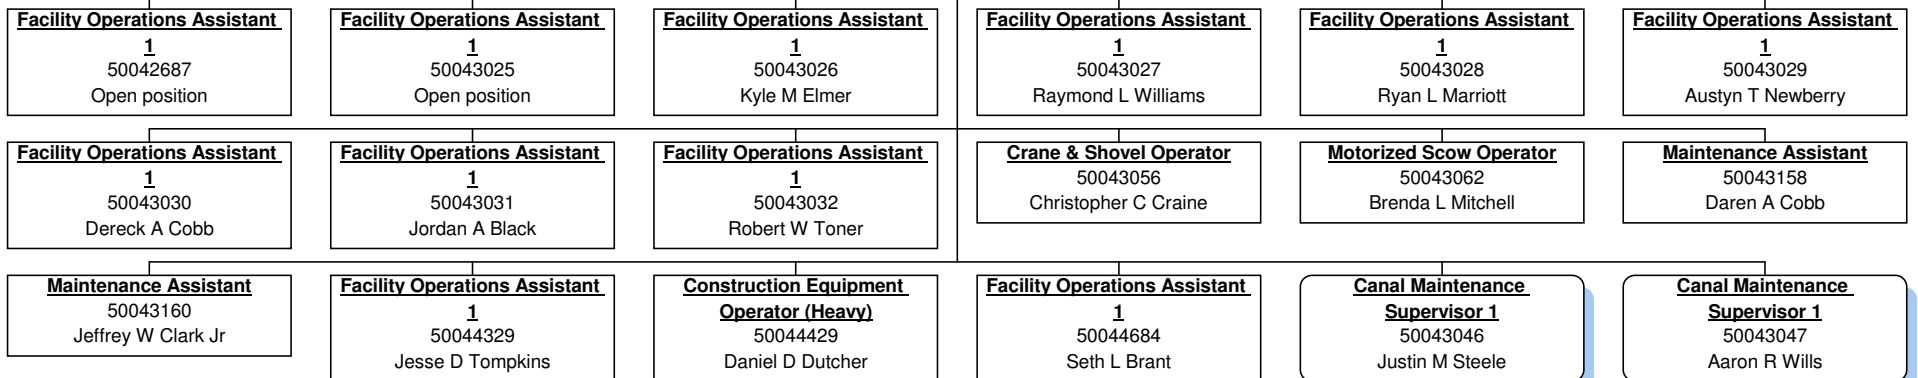 Facility Operations Assistant
1
50042687
Open position
Facility Operations Assistant
1
50043025
Open position
Facility Operations Assistant
1
50043026
Kyle M Elmer
Facility Operations Assistant
1
50043027
Raymond L Williams
Facility Operations Assistant
1
50043028
Ryan L Marriott
Facility Operations Assistant
1
50043029
Austyn T Newberry
Facility Operations Assistant
1
50043030
Dereck A Cobb
Facility Operations Assistant
1
50043031
Jordan A Black
Facility Operations Assistant
1
50043032
Robert W Toner
Crane & Shovel Operator
50043056
Christopher C Craine
Motorized Scow Operator
50043062
Brenda L Mitchell
Maintenance Assistant
50043158
Daren A Cobb
Maintenance Assistant
50043160
Jeffrey W Clark Jr
Facility Operations Assistant
1
50044329
Jesse D Tompkins
Construction Equipment
Operator (Heavy)
50044429
Daniel D Dutcher
Facility Operations Assistant
1
50044684
Seth L Brant
Canal Maintenance
Supervisor 1
50043046
Justin M Steele
Canal Maintenance
Supervisor 1
50043047
Aaron R Wills